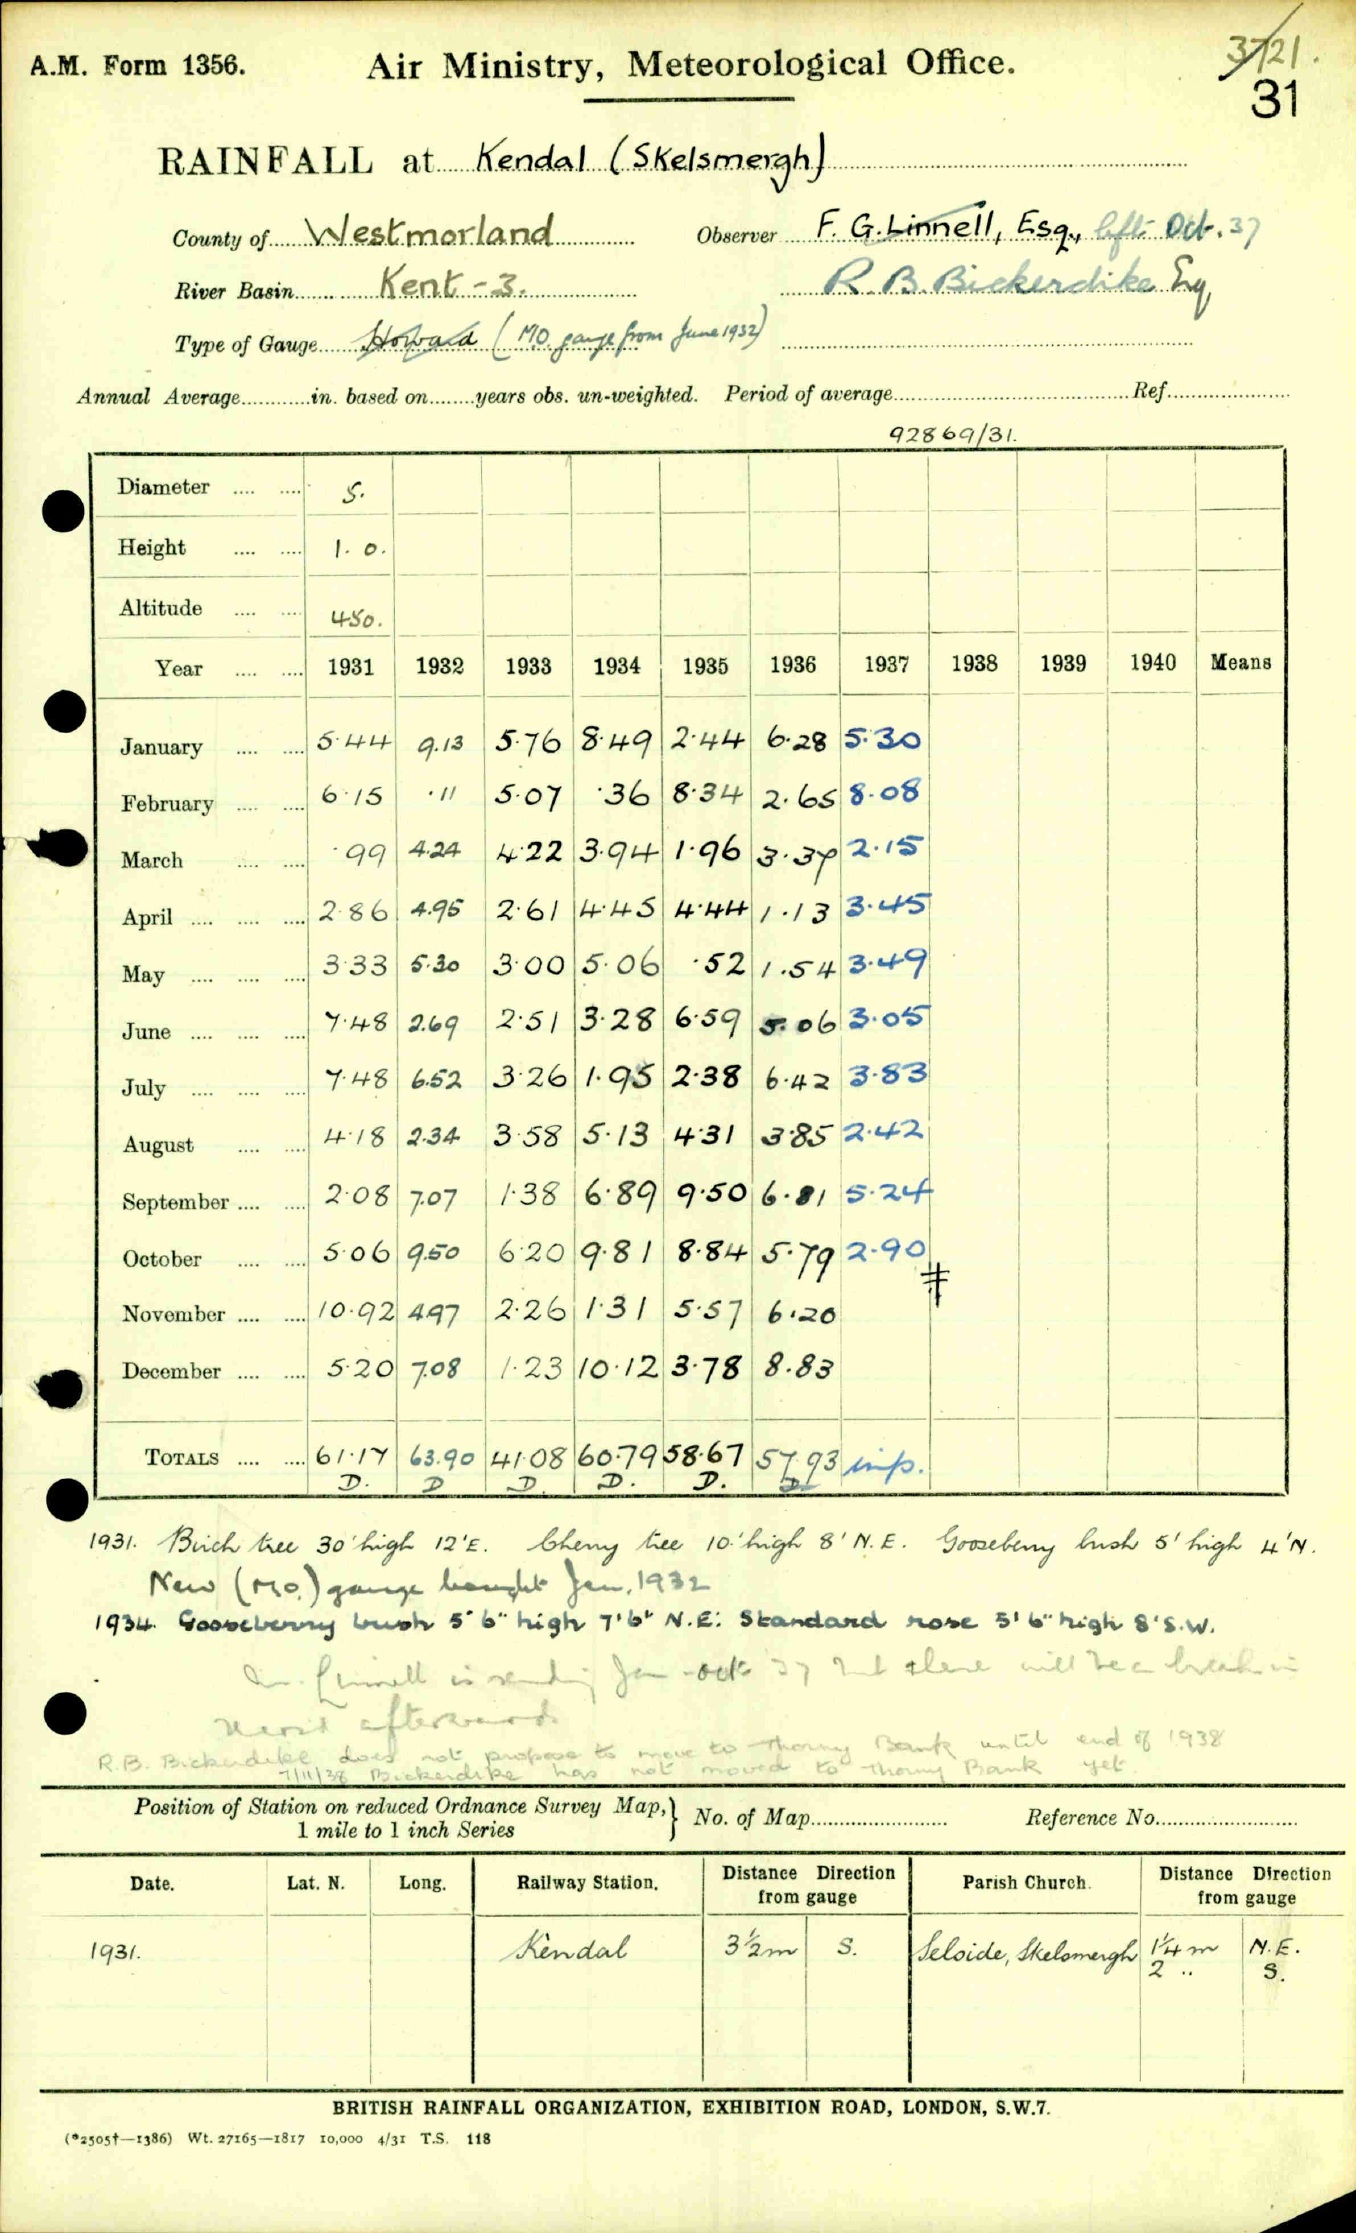 A.M. Form 1356. Air Ministry, Meteorological Office. 3/721.
31
RAINFALL at Kendal (Skelsmergh)
County of Westmorland Observer F. G. Linnell, Esq., left Oct. 37
River Basin Kent - 3. R. B. Bickerdike Esq
Type of Gauge Howard (M.O. gauge from June 1932)
Annual Average in. based on years obs. un-weighted. Period of average Ref.
92869/31.
Diameter 5.
Height 1. 0.
Altitude 450.
Year 1931 1932 1933 1934 1935 1936 1937 1938 1939 1940 Means
January 5.44 9.13 5.76 8.49 2.44 6.28 5.30
February 6.15 .11 5.07 .36 8.34 2.65 8.08
March .99 4.24 4.22 3.94 1.96 3.37 2.15
April 2.86 4.95 2.61 4.45 4.44 1.13 3.45
May 3.33 5.30 3.00 5.06 .52 1.54 3.49
June 7.48 2.69 2.51 3.28 6.59 5.06 3.05
July 7.48 6.52 3.26 1.95 2.38 6.42 3.83
August 4.18 2.34 3.58 5.13 4.31 3.85 2.42
September 2.08 7.07 1.38 6.89 9.50 6.81 5.24
October 5.06 9.50 6.20 9.81 8.84 5.79 2.90
November 10.92 4.97 2.26 1.31 5.57 6.20
December 5.20 7.08 1.23 10.12 3.78 8.83
TOTALS 61.17 63.90 41.08 60.79 58.67 57.93 imp.
D. D D. D. D. D
1931. Birch tree 30' high 12' E. Cherry tree 10' high 8' N.E. Gooseberry bush 5' high 4' N.
New (M.O.) gauge bought Jan. 1932
1934. Gooseberry bush 5' 6" high 7' 6" N.E: Standard rose 5' 6" high 8' S.W.
Mr. Linnell is sending Jan - Oct 37 but there will be a break in
record afterwards
R.B. Bickerdike does not propose to move to Thorny Bank until end of 1938
7/11/38 Bickerdike has not moved to Thorny Bank yet.
Position of Station on reduced Ordnance Survey Map, 1 mile to 1 inch Series } No. of Map Reference No.
Date. Lat. N. Long. Railway Station. Distance Direction from gauge Parish Church. Distance Direction from gauge
1931. Kendal 3½ m S. Selside, Skelsmergh 1¼ m N.E.
2 " S.
BRITISH RAINFALL ORGANIZATION, EXHIBITION ROAD, LONDON, S.W.7.
(*2505†—1386) Wt. 27165—1817 10,000 4/31 T.S. 118